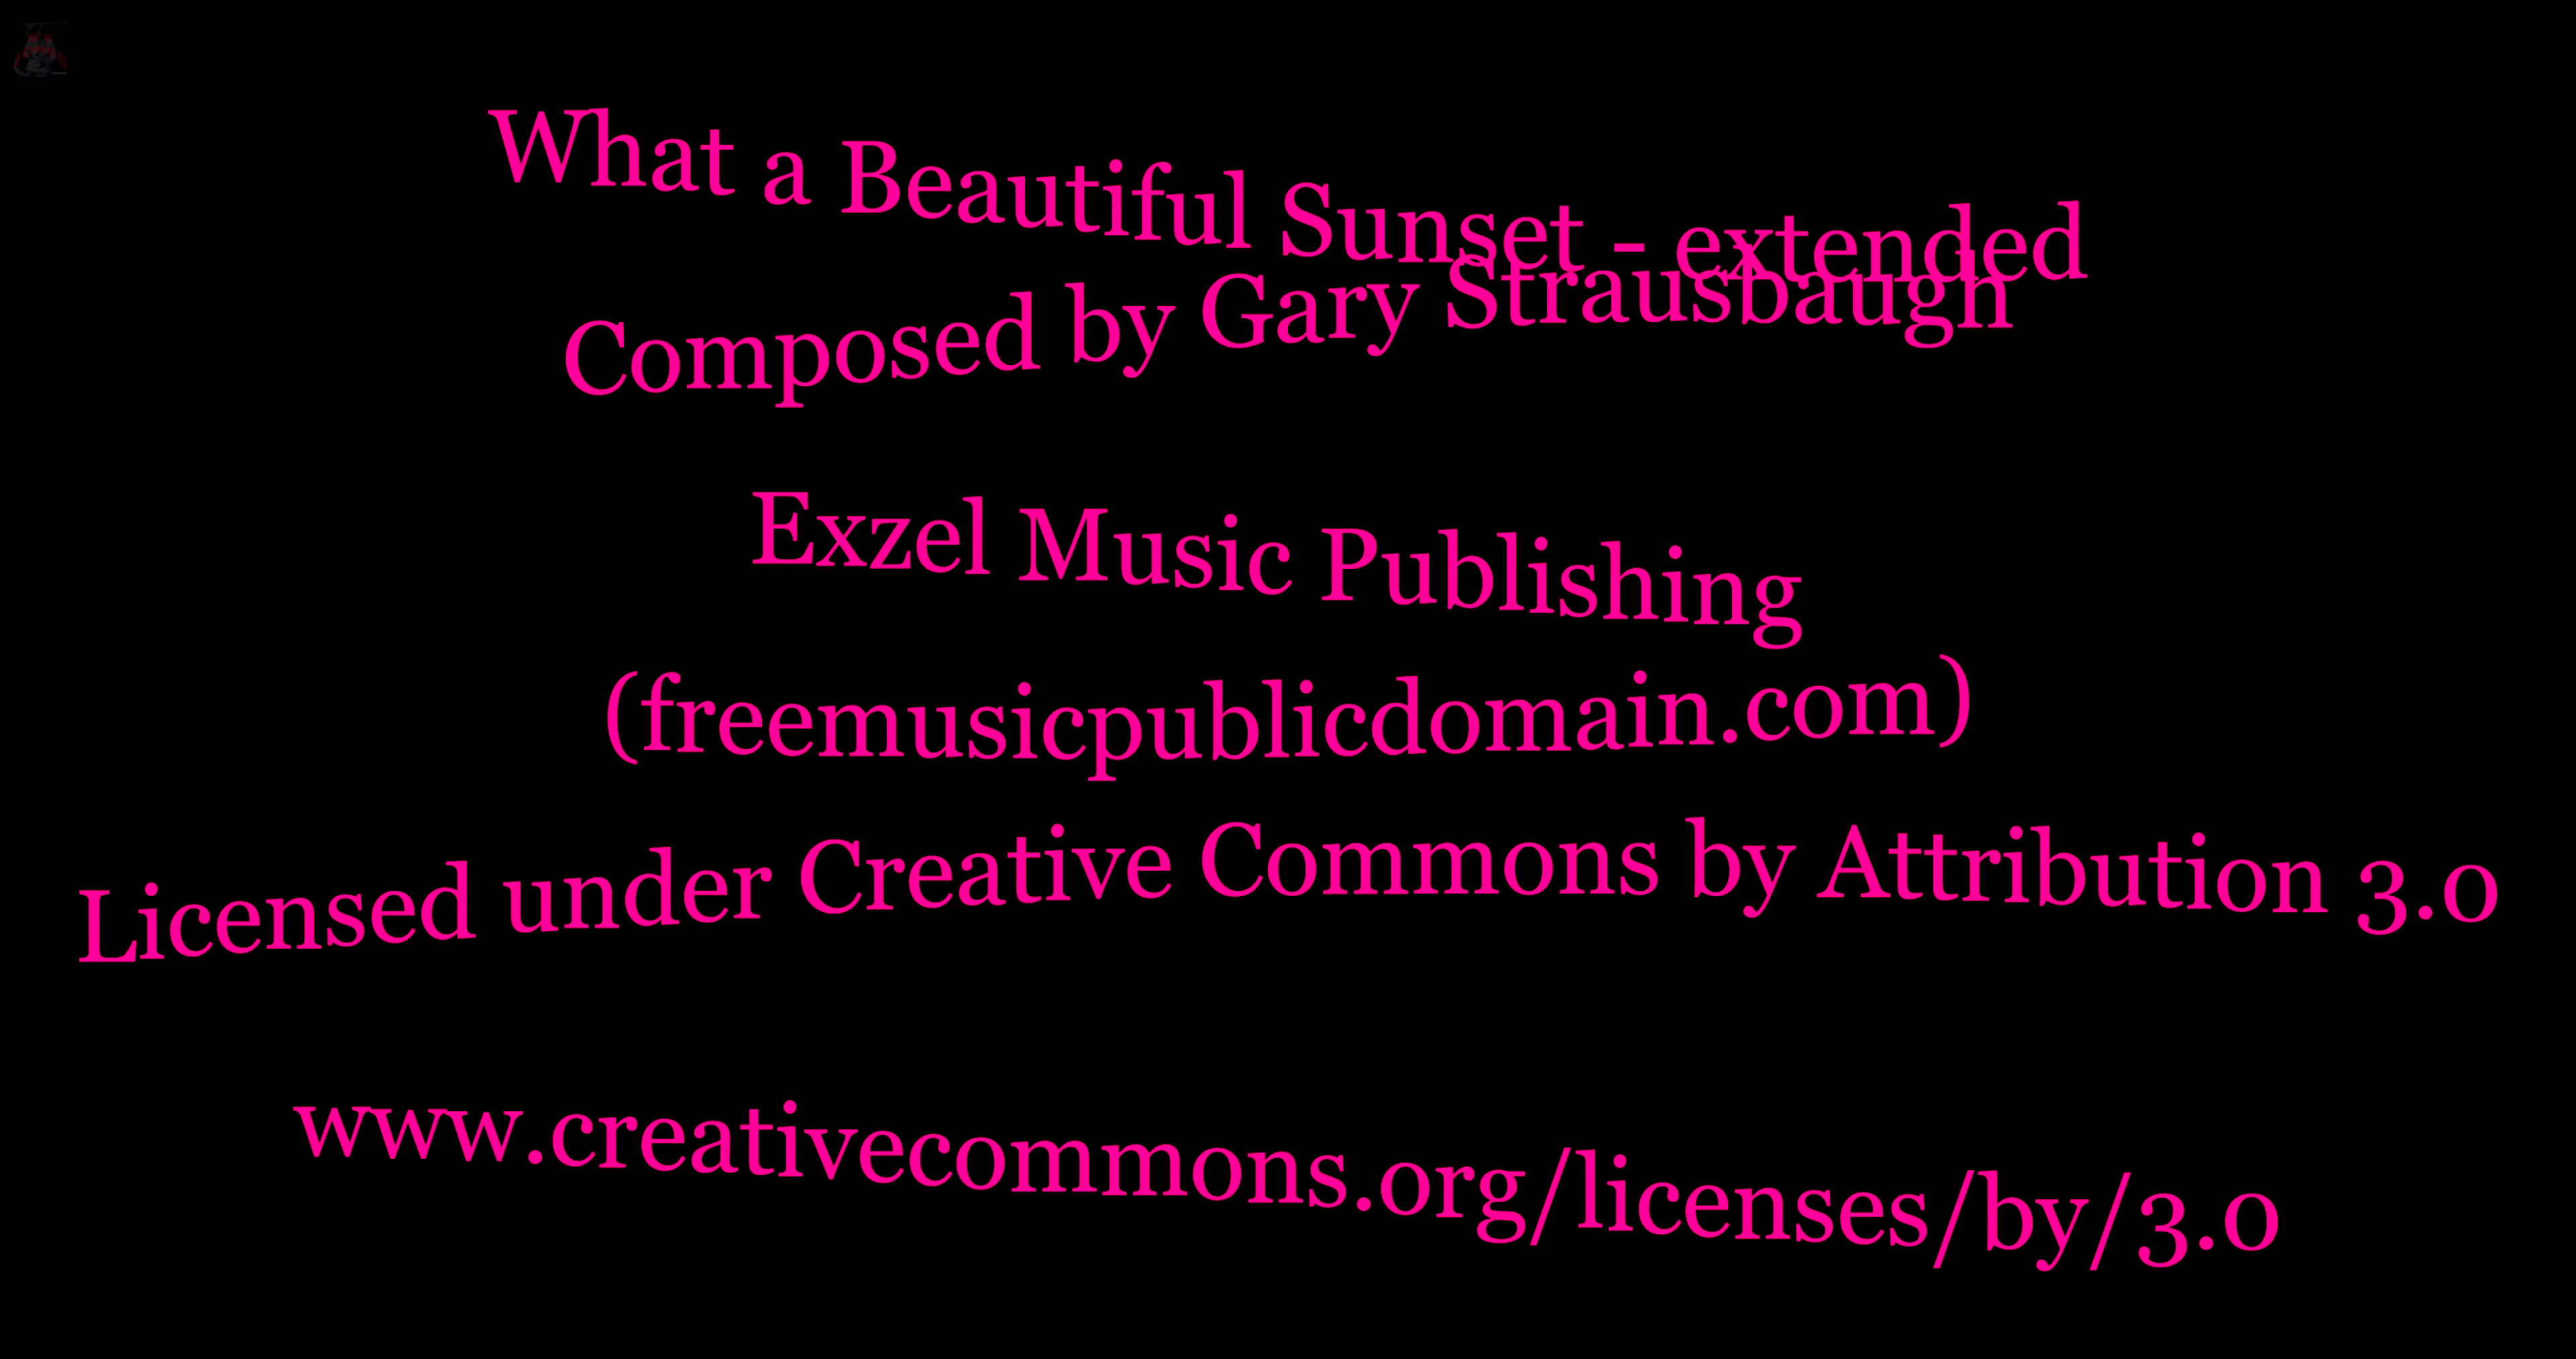 What a Beautiful Sunset - extended
Composed by Gary Strausbaugh
Exzel Music Publishing
(freemusicpublicdomain.com)
Licensed under Creative Commons by Attribution 3.0
www.creativecommons.org/licenses/by/3.0